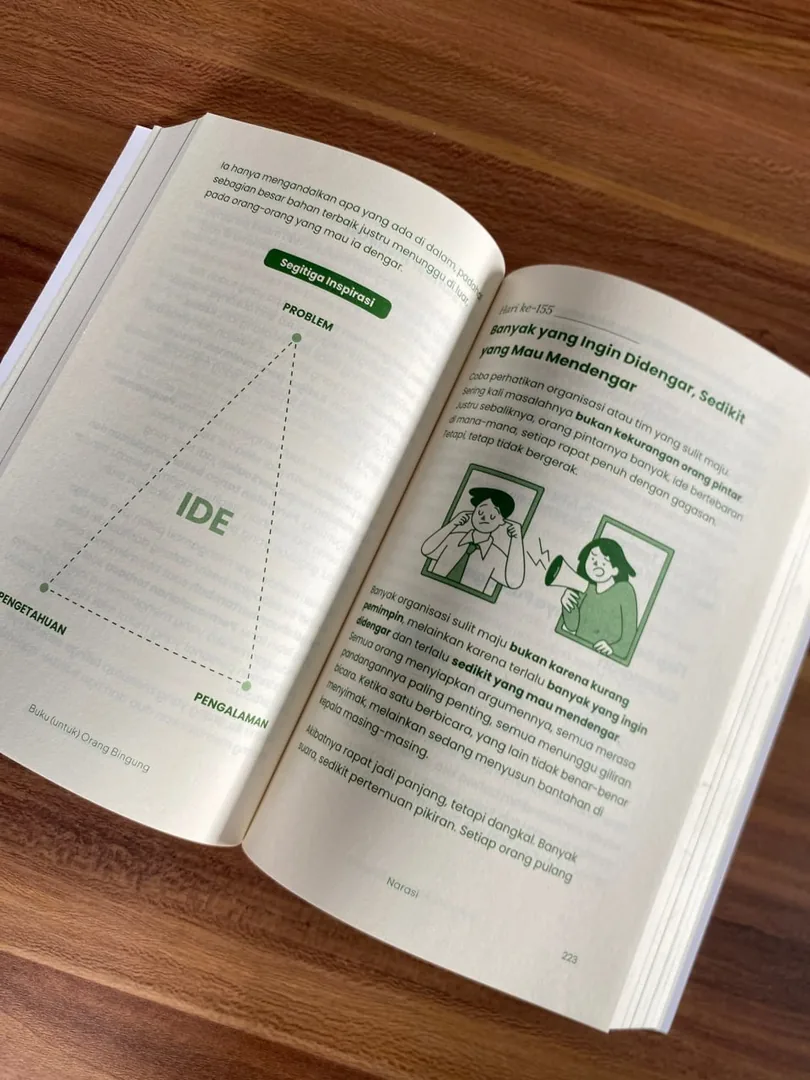 Ia hanya mengandalkan apa yang ada di dalam, padahal
sebagian besar bahan terbaik justru menunggu di luar,
pada orang-orang yang mau ia dengar.
Segitiga Inspirasi
PROBLEM
IDE
PENGETAHUAN
PENGALAMAN
Buku (untuk) Orang Bingung
Hari ke-155
Banyak yang Ingin Didengar, Sedikit
yang Mau Mendengar
Coba perhatikan organisasi atau tim yang sulit maju.
Sering kali masalahnya bukan kekurangan orang pintar.
Justru sebaliknya, orang pintarnya banyak, ide bertebaran
di mana-mana, setiap rapat penuh dengan gagasan.
Tetapi, tetap tidak bergerak.
Banyak organisasi sulit maju bukan karena kurang
pemimpin, melainkan karena terlalu banyak yang ingin
didengar dan terlalu sedikit yang mau mendengar.
Semua orang menyiapkan argumennya, semua merasa
pandangannya paling penting, semua menunggu giliran
bicara. Ketika satu berbicara, yang lain tidak benar-benar
menyimak, melainkan sedang menyusun bantahan di
kepala masing-masing.
Akibatnya rapat jadi panjang, tetapi dangkal. Banyak
suara, sedikit pertemuan pikiran. Setiap orang pulang
Narasi
223